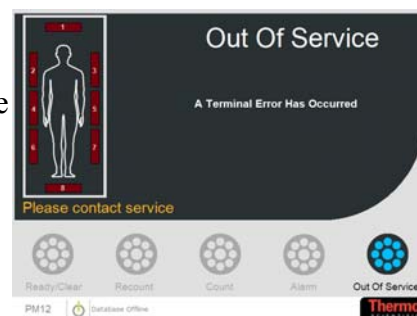 e
Out Of Service
A Terminal Error Has Occurred
1
2
3
4
5
6
7
8
Please contact service
Ready/Clear
Recount
Count
Alarm
Out Of Service
PM12
Database Offline
Thermo